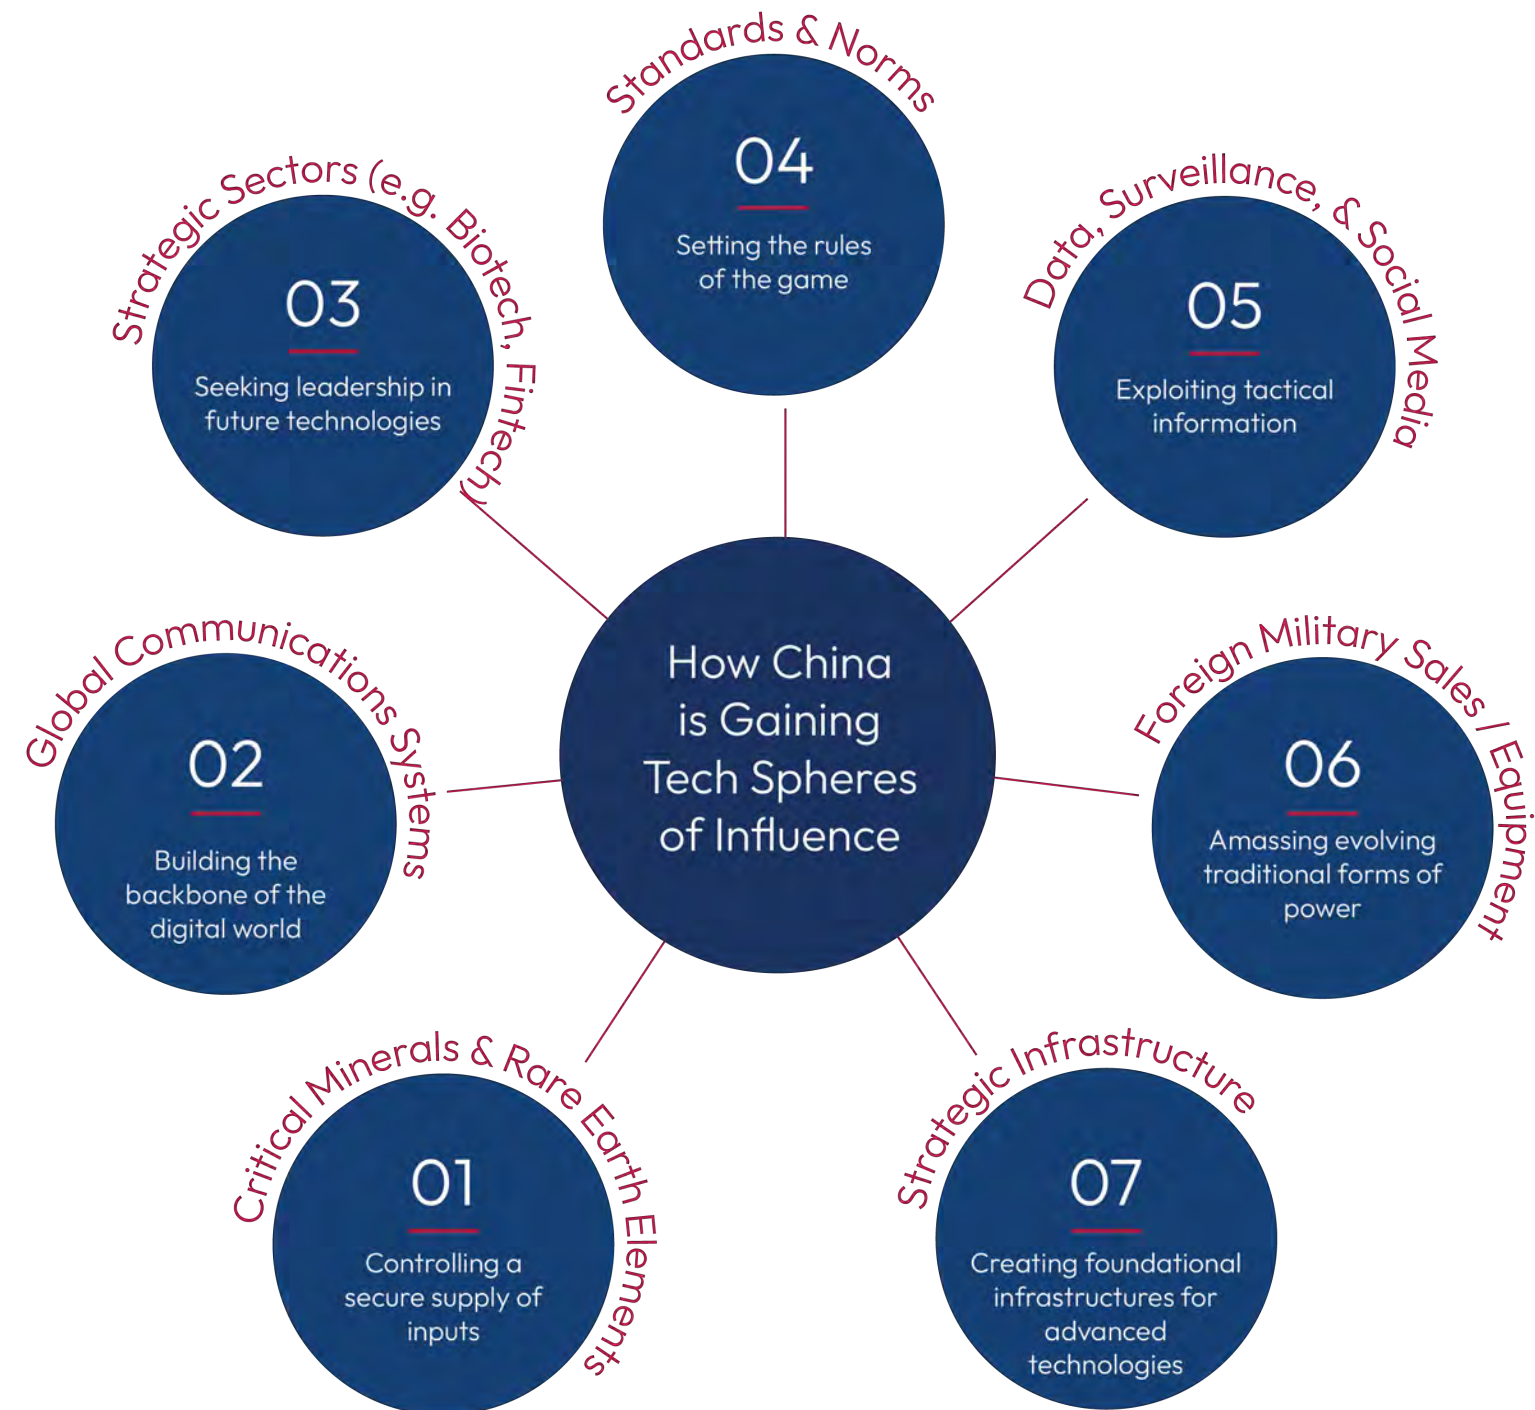 How China
is Gaining
Tech Spheres
of Influence
Critical Minerals & Rare Earth Elements
01
Controlling a
secure supply of
inputs
Global Communications Systems
02
Building the
backbone of the
digital world
Strategic Sectors (e.g. Biotech, Fintech)
03
Seeking leadership in
future technologies
Standards & Norms
04
Setting the rules
of the game
Data, Surveillance, & Social Media
05
Exploiting tactical
information
Foreign Military Sales / Equipment
06
Amassing evolving
traditional forms of
power
Strategic Infrastructure
07
Creating foundational
infrastructures for
advanced
technologies